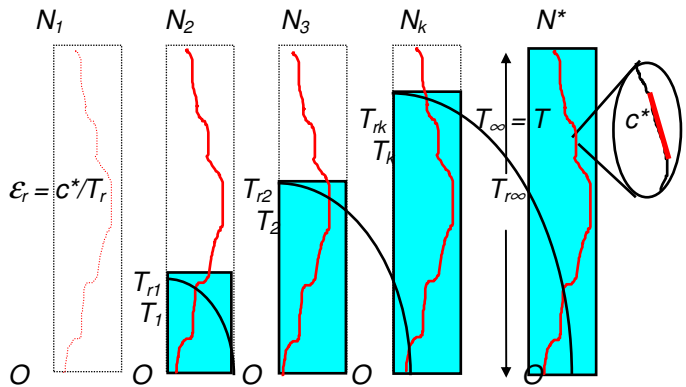 N1 N2 N3 Nk N*
c*
Trk T∞ = T
Tk
εr = c*/Tr Tr2 Tr∞
T2
Tr1
T1
O O O O O